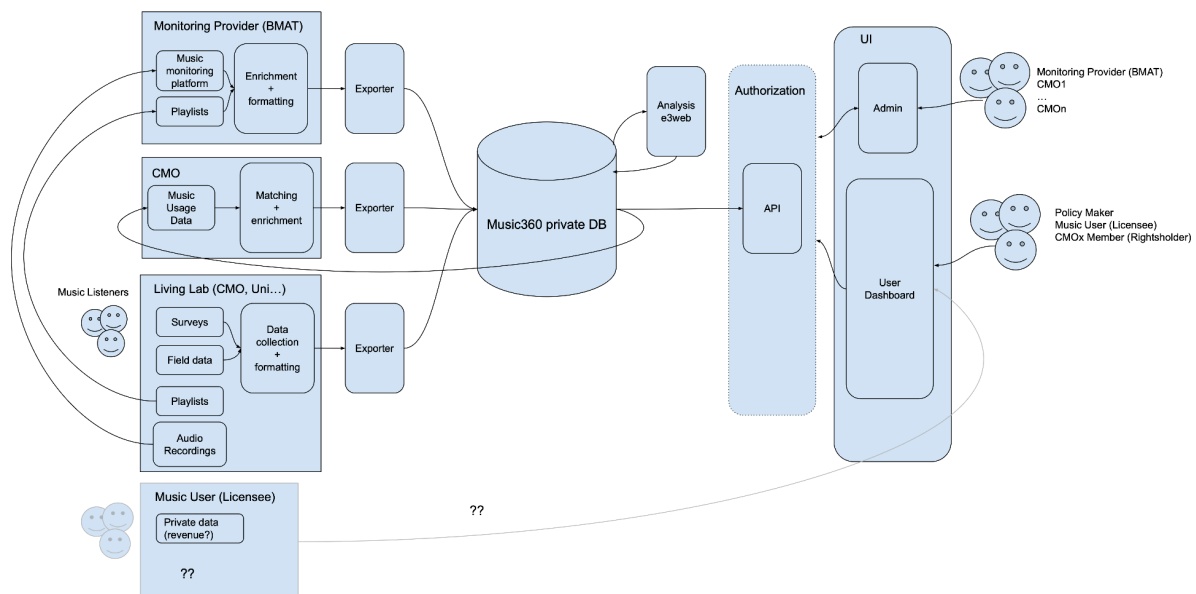 Monitoring Provider (BMAT)
Music
monitoring
platform
Playlists
Enrichment
+
formatting
Exporter
CMO
Music
Usage
Data
Matching
+
enrichment
Exporter
Living Lab (CMO, Uni…)
Music Listeners
Surveys
Field data
Playlists
Audio
Recordings
Data
collection
+
formatting
Exporter
Music User (Licensee)
Private data
(revenue?)
??
??
Music360 private DB
Analysis
e3web
Authorization
API
UI
Admin
User
Dashboard
Monitoring Provider (BMAT)
CMO1
…
CMOn
Policy Maker
Music User (Licensee)
CMOx Member (Rightsholder)